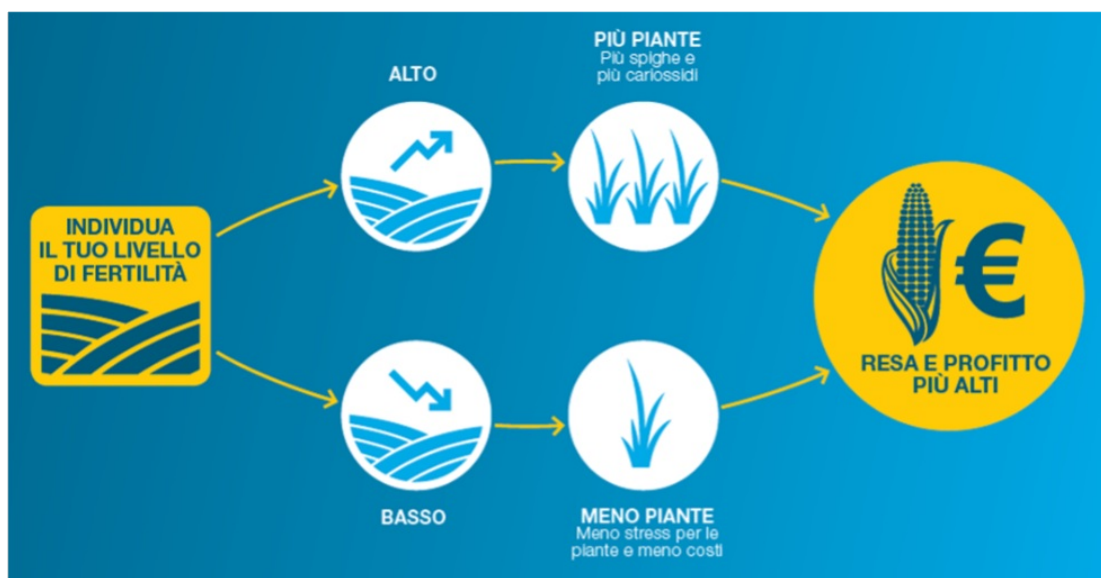 INDIVIDUA
IL TUO LIVELLO
DI FERTILITÀ
ALTO
PIÙ PIANTE
Più spighe e
più cariossidi
BASSO
MENO PIANTE
Meno stress per le
piante e meno costi
€
RESA E PROFITTO
PIÙ ALTI